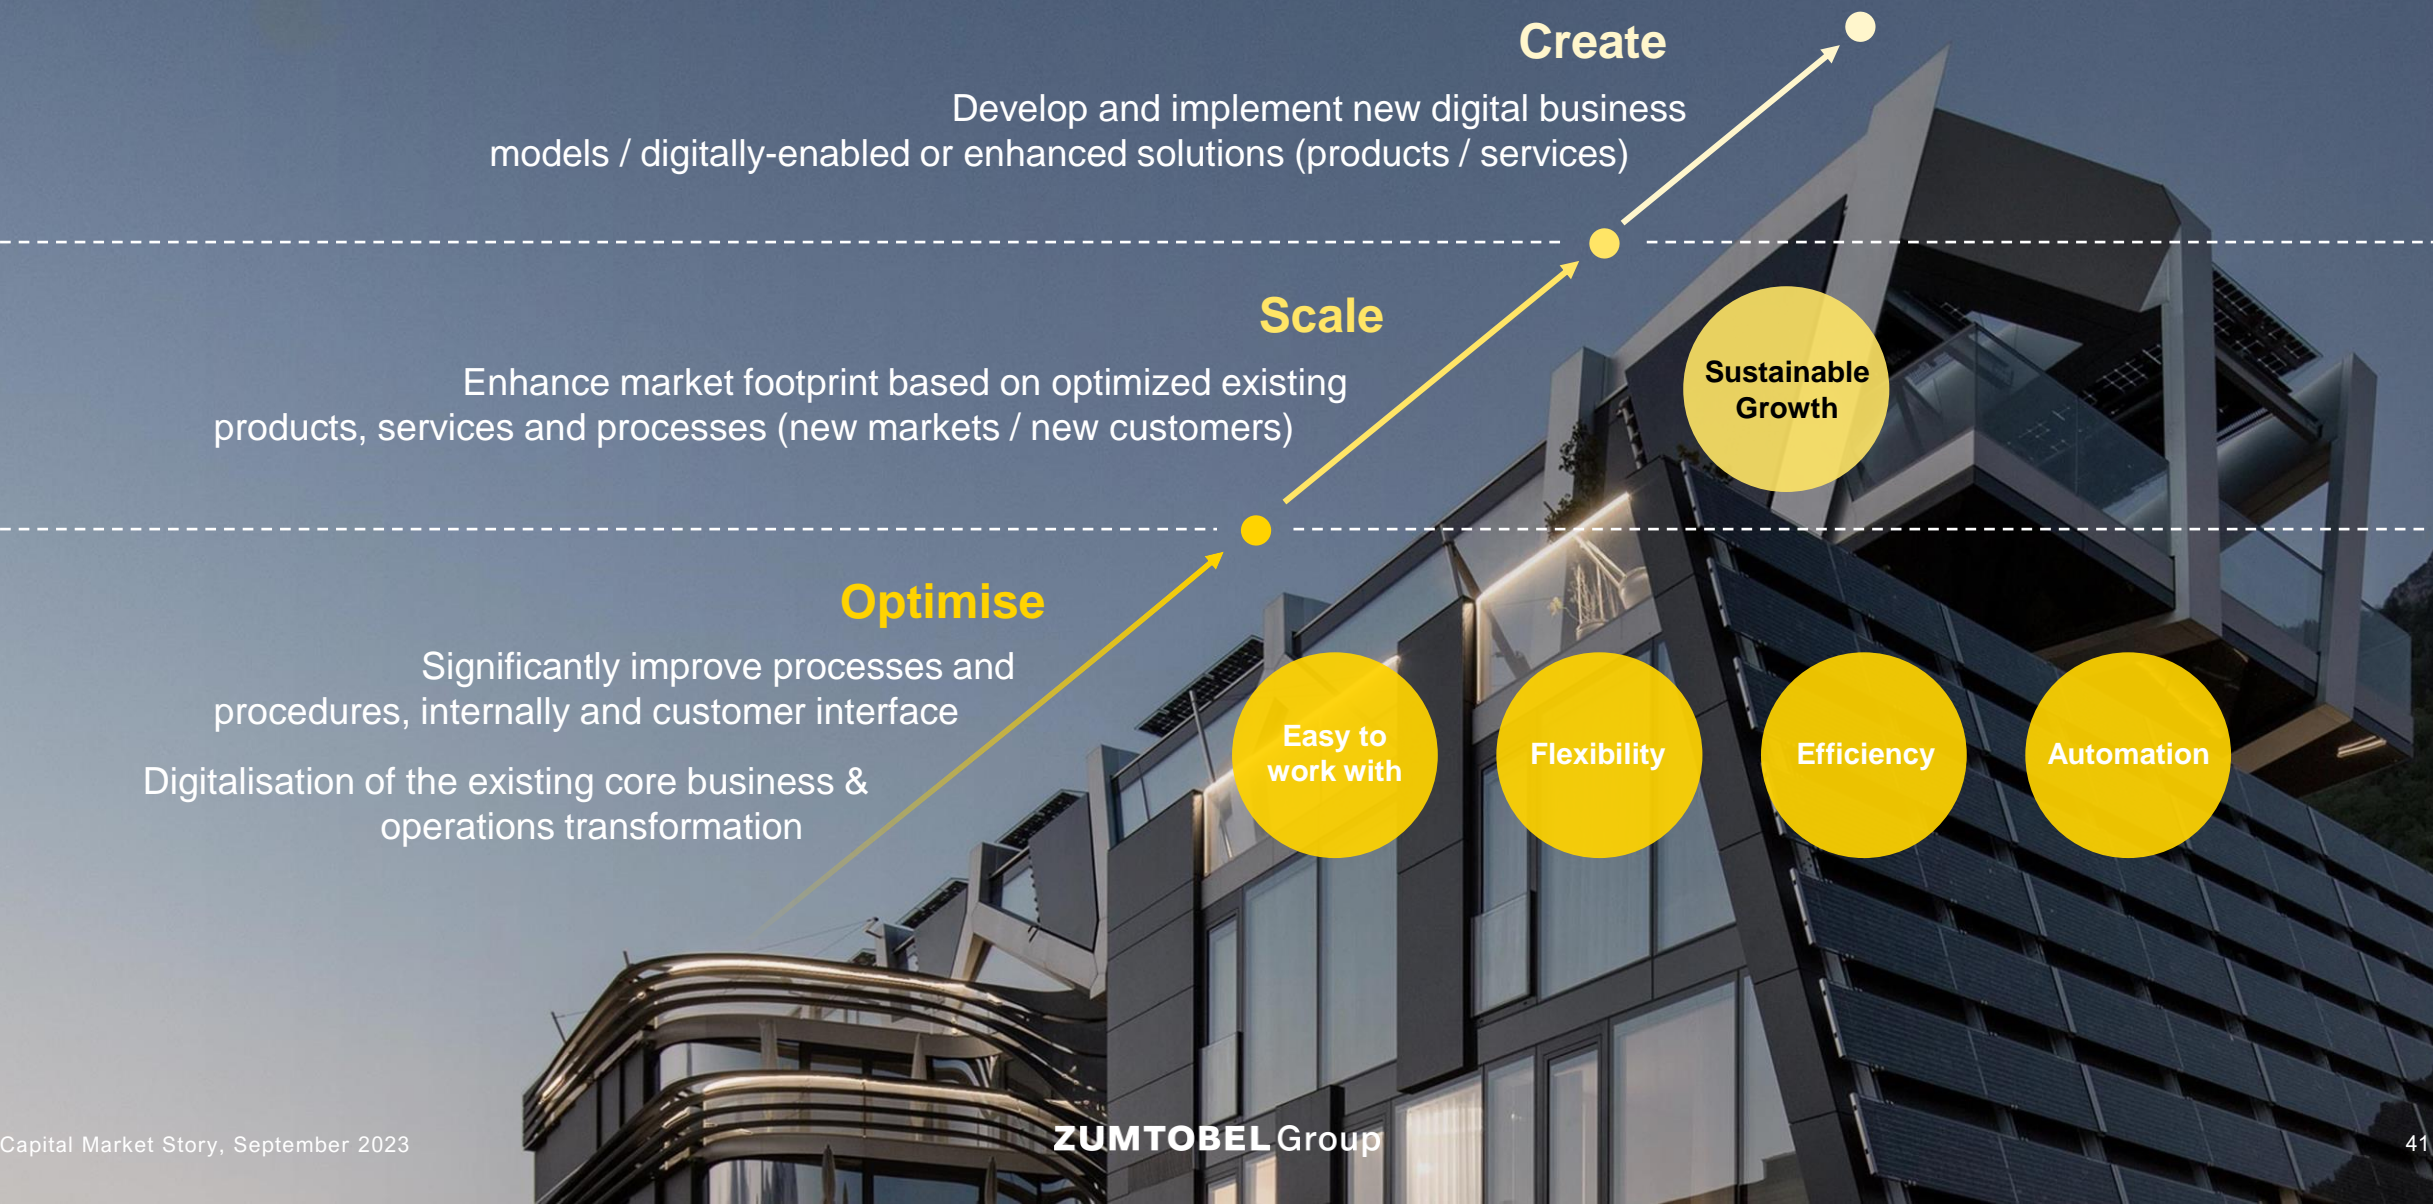 Create
Develop and implement new digital business
models / digitally-enabled or enhanced solutions (products / services)
Scale
Enhance market footprint based on optimized existing
products, services and processes (new markets / new customers)
Sustainable
Growth
Optimise
Significantly improve processes and
procedures, internally and customer interface
Digitalisation of the existing core business &
operations transformation
Easy to
work with
Flexibility
Efficiency
Automation
Capital Market Story, September 2023
ZUMTOBEL Group
41